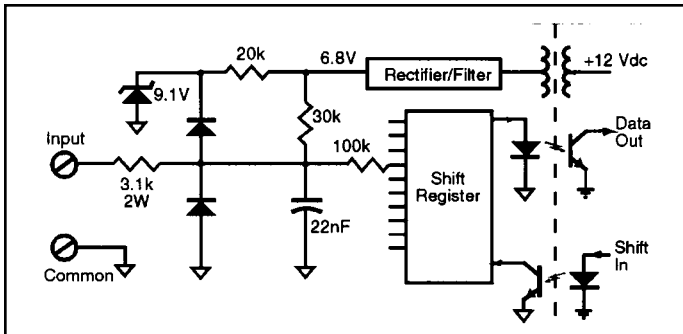 20k
6.8V
Rectifier/Filter
+12 Vdc
9.1V
30k
Input
100k
Data
Out
3.1k
2W
Shift
Register
22nF
Common
Shift
In